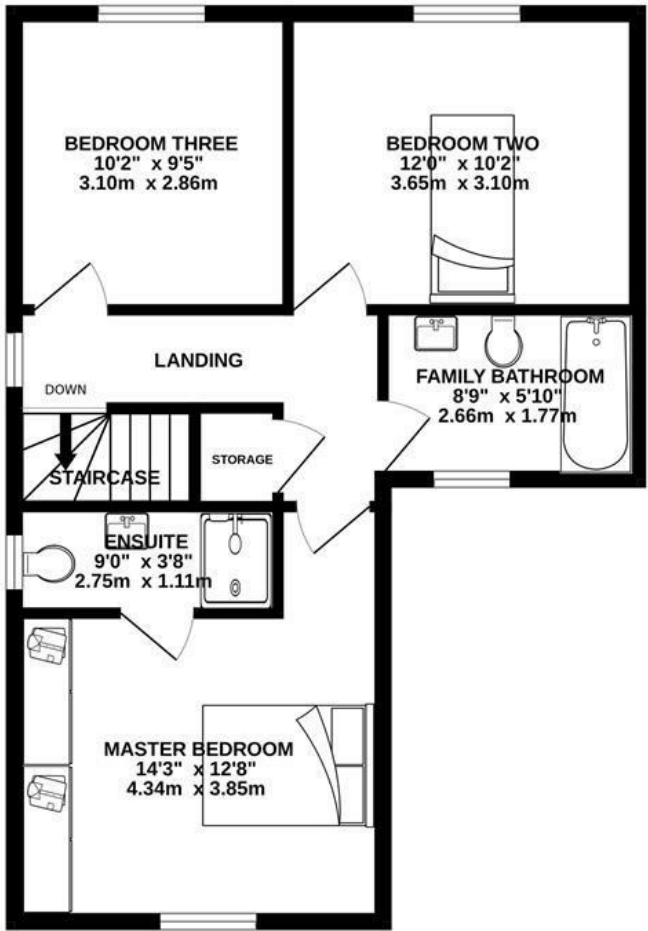 BEDROOM THREE
10'2" x 9'5"
3.10m x 2.86m
BEDROOM TWO
12'0" x 10'2"
3.65m x 3.10m
LANDING
DOWN
FAMILY BATHROOM
8'9" x 5'10"
2.66m x 1.77m
STORAGE
STAIRCASE
ENSUITE
9'0" x 3'8"
2.75m x 1.11m
MASTER BEDROOM
14'3" x 12'8"
4.34m x 3.85m